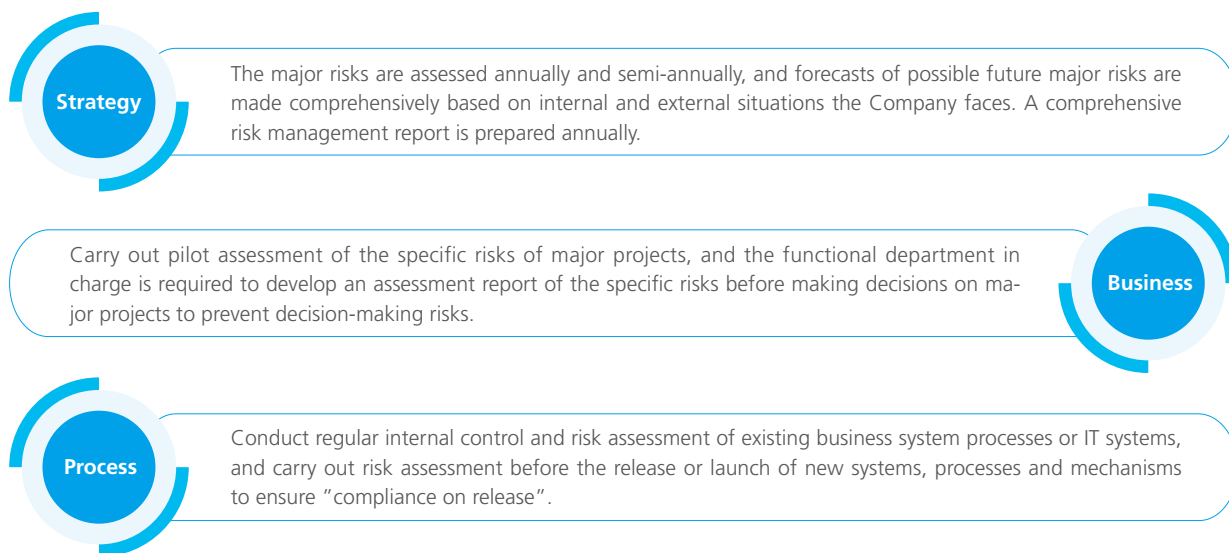 Strategy
The major risks are assessed annually and semi-annually, and forecasts of possible future major risks are
made comprehensively based on internal and external situations the Company faces. A comprehensive
risk management report is prepared annually.
Carry out pilot assessment of the specific risks of major projects, and the functional department in
charge is required to develop an assessment report of the specific risks before making decisions on ma-
jor projects to prevent decision-making risks.
Business
Process
Conduct regular internal control and risk assessment of existing business system processes or IT systems,
and carry out risk assessment before the release or launch of new systems, processes and mechanisms
to ensure ”compliance on release”.